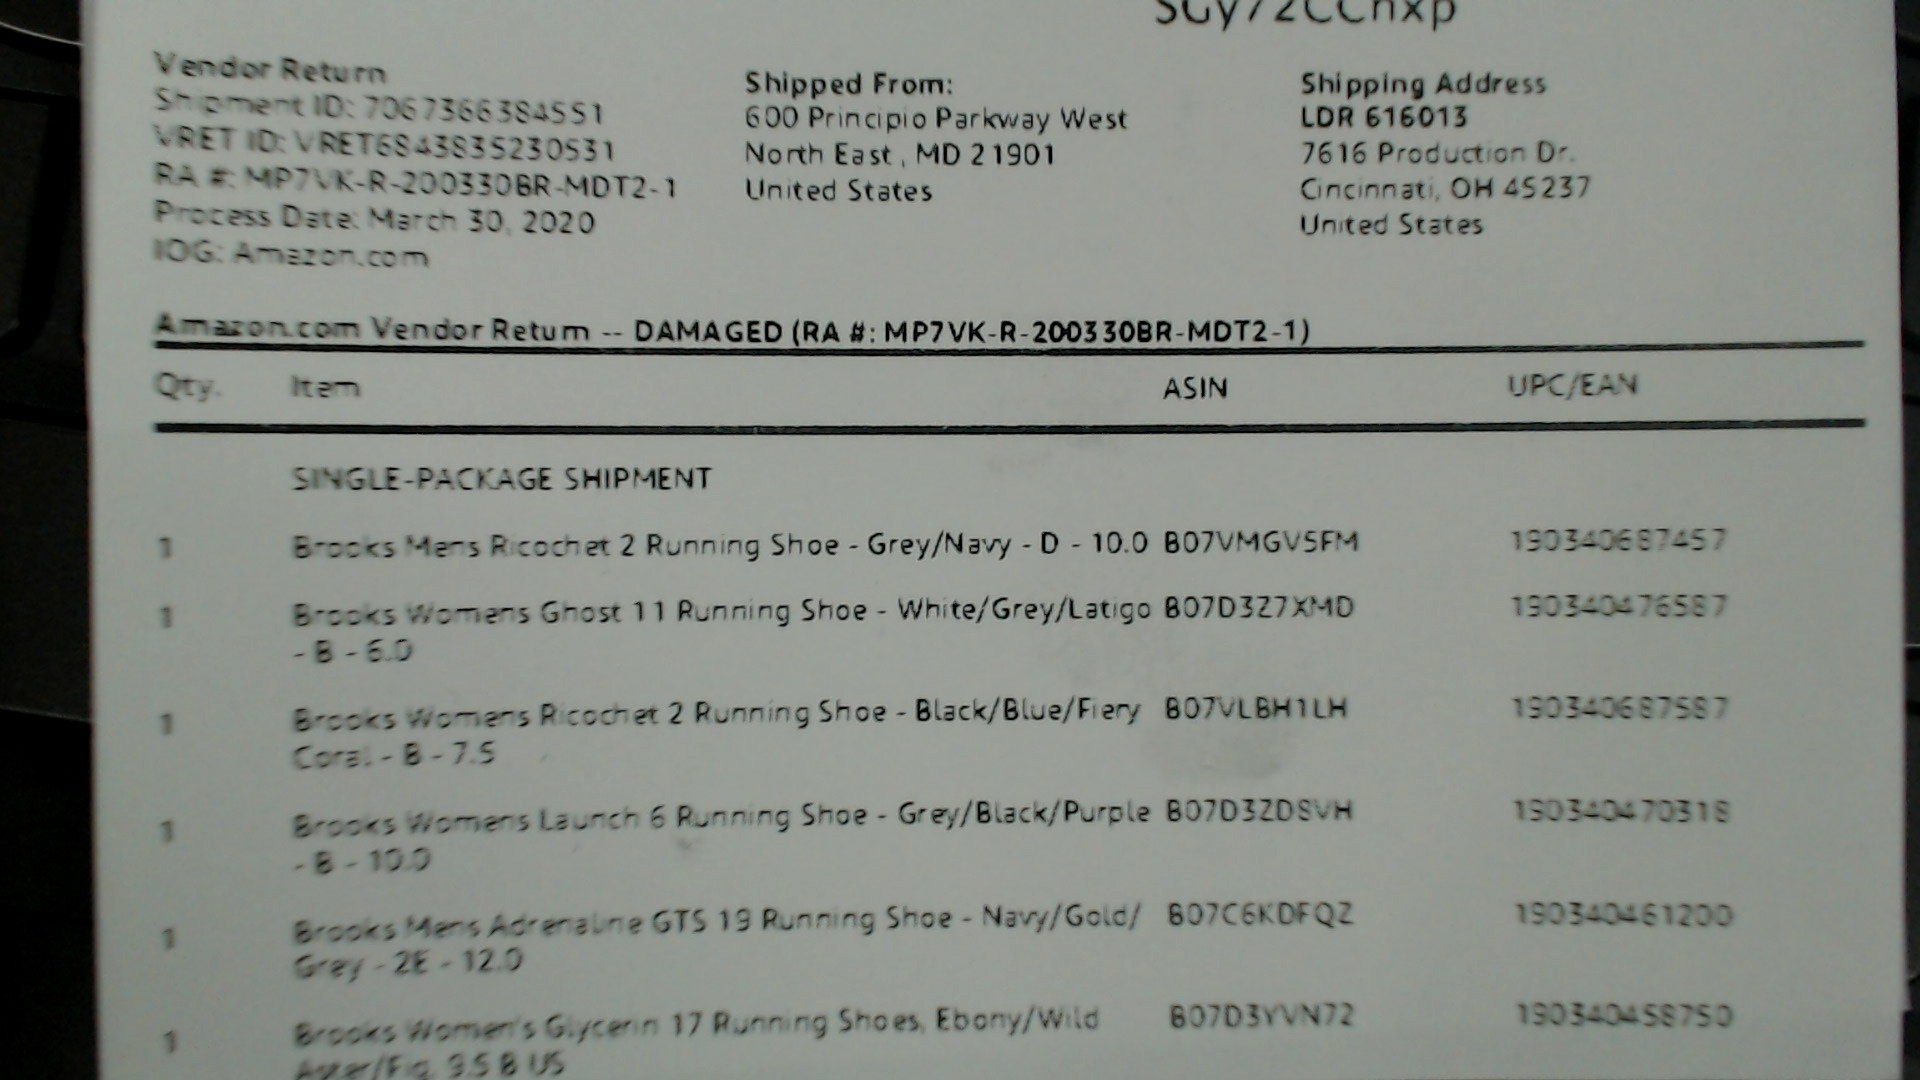 Vendor Return
Shipment ID: 7067366384551
VRET ID: VRET6843835230531
RA #: MP7VK-R-200330BR-MDT2-1
Process Date: March 30, 2020
IOG: Amazon.com
Shipped From:
600 Principio Parkway West
North East , MD 21901
United States
Shipping Address
LDR 616013
7616 Production Dr.
Cincinnati, OH 45237
United States
Amazon.com Vendor Return -- DAMAGED (RA #: MP7VK-R-200330BR-MDT2-1)
Qty. Item ASIN UPC/EAN
SINGLE-PACKAGE SHIPMENT
1 Brooks Mens Ricochet 2 Running Shoe - Grey/Navy - D - 10.0 B07VMGV5FM 190340687457
1 Brooks Womens Ghost 11 Running Shoe - White/Grey/Latigo B07D3Z7XMD 190340476587
- B - 6.0
1 Brooks Womens Ricochet 2 Running Shoe - Black/Blue/Fiery B07VLBH1LH 190340687587
Coral - B - 7.5
1 Brooks Womens Launch 6 Running Shoe - Grey/Black/Purple B07D3ZD8VH 190340470318
- B - 10.0
1 Brooks Mens Adrenaline GTS 19 Running Shoe - Navy/Gold/ B07C6KDFQZ 190340461200
Grey - 2E - 12.0
1 Brooks Women's Glycerin 17 Running Shoes, Ebony/Wild B07D3YVN72 190340458750
Aster/Fig, 9.5 B US